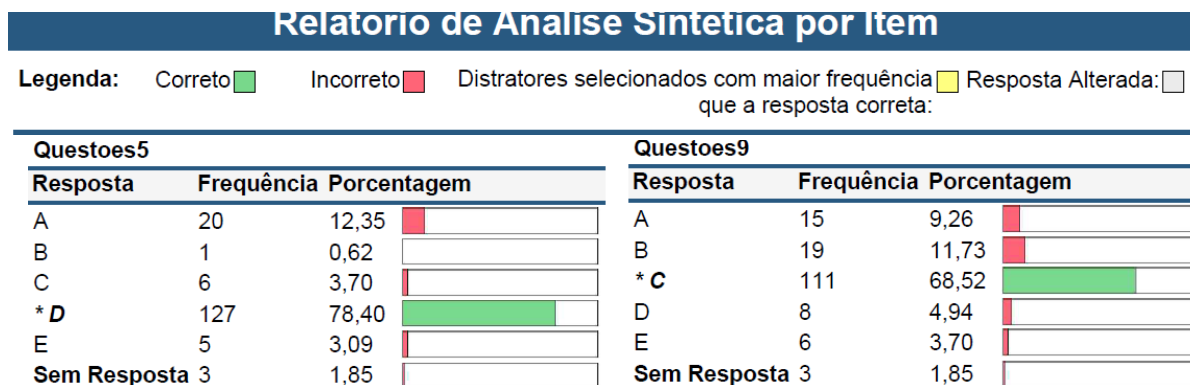 Relatório de Análise Sintética por Item
Legenda: Correto Incorreto Distratores selecionados com maior frequência que a resposta correta: Resposta Alterada:
Questoes5
Resposta Frequência Porcentagem
A 20 12,35
B 1 0,62
C 6 3,70
* D 127 78,40
E 5 3,09
Sem Resposta 3 1,85
Questoes9
Resposta Frequência Porcentagem
A 15 9,26
B 19 11,73
* C 111 68,52
D 8 4,94
E 6 3,70
Sem Resposta 3 1,85